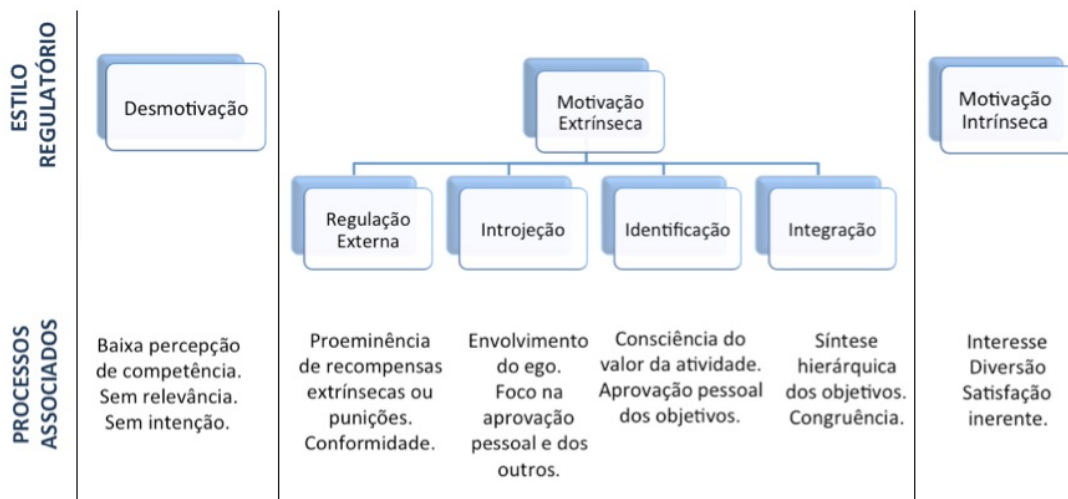 ESTILO
REGULATÓRIO
Desmotivação
Motivação
Extrínseca
Motivação
Intrínseca
Regulação
Externa
Introjeção
Identificação
Integração
PROCESSOS
ASSOCIADOS
Baixa percepção
de competência.
Sem relevância.
Sem intenção.
Proeminência
de recompensas
extrínsecas ou
punições.
Conformidade.
Envolvimento
do ego.
Foco na
aprovação
pessoal e dos
outros.
Consciência do
valor da atividade.
Aprovação pessoal
dos objetivos.
Síntese
hierárquica
dos objetivos.
Congruência.
Interesse
Diversão
Satisfação
inerente.